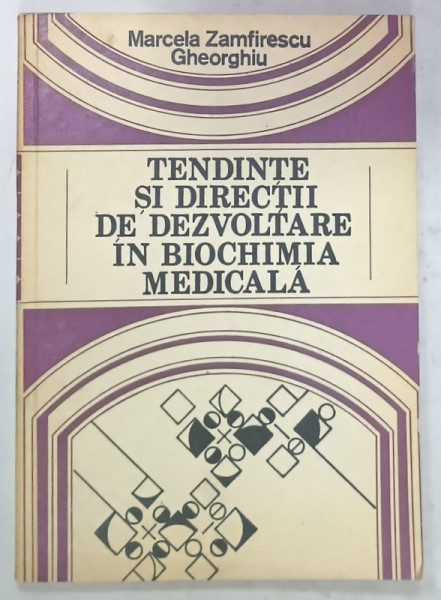 Marcela Zamfirescu
Gheorghiu
TENDINȚE
ȘI DIRECȚII
DE DEZVOLTARE
ÎN BIOCHIMIA
MEDICALĂ